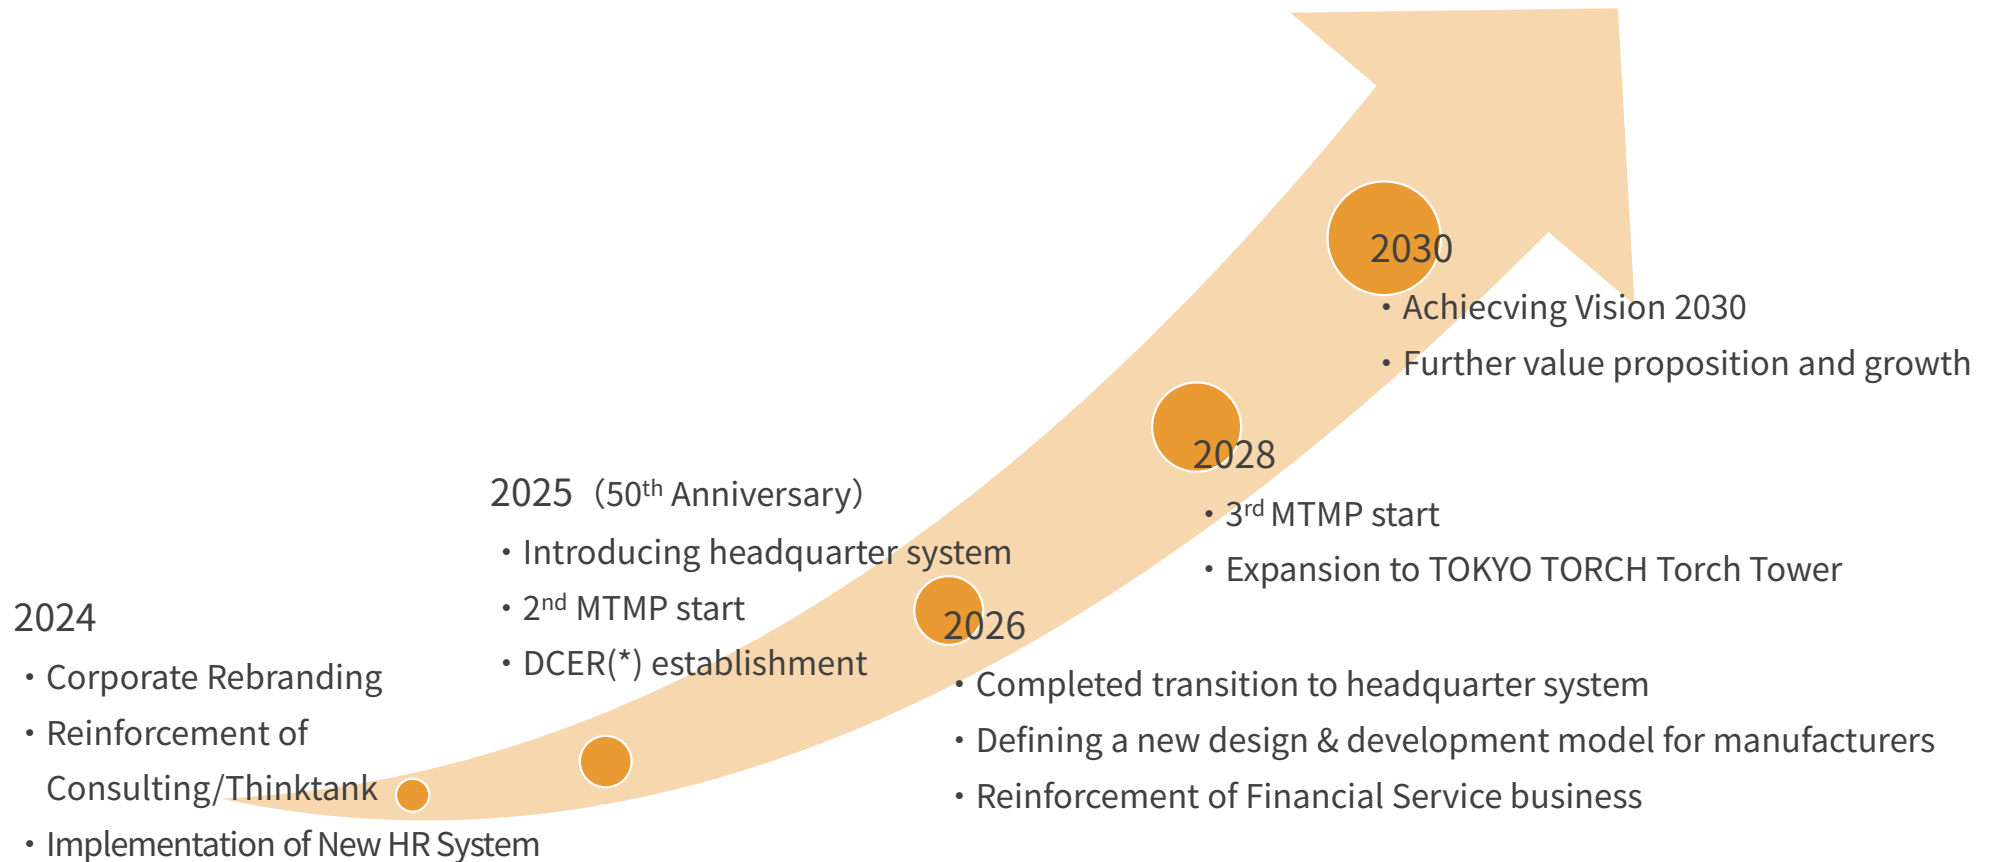 2024
・Corporate Rebranding
・Reinforcement of
Consulting/Thinktank
・Implementation of New HR System
2025（50th Anniversary）
・Introducing headquarter system
・2nd MTMP start
・DCER(*) establishment
2026
・Completed transition to headquarter system
・Defining a new design & development model for manufacturers
・Reinforcement of Financial Service business
2028
・3rd MTMP start
・Expansion to TOKYO TORCH Torch Tower
2030
・Achiecving Vision 2030
・Further value proposition and growth